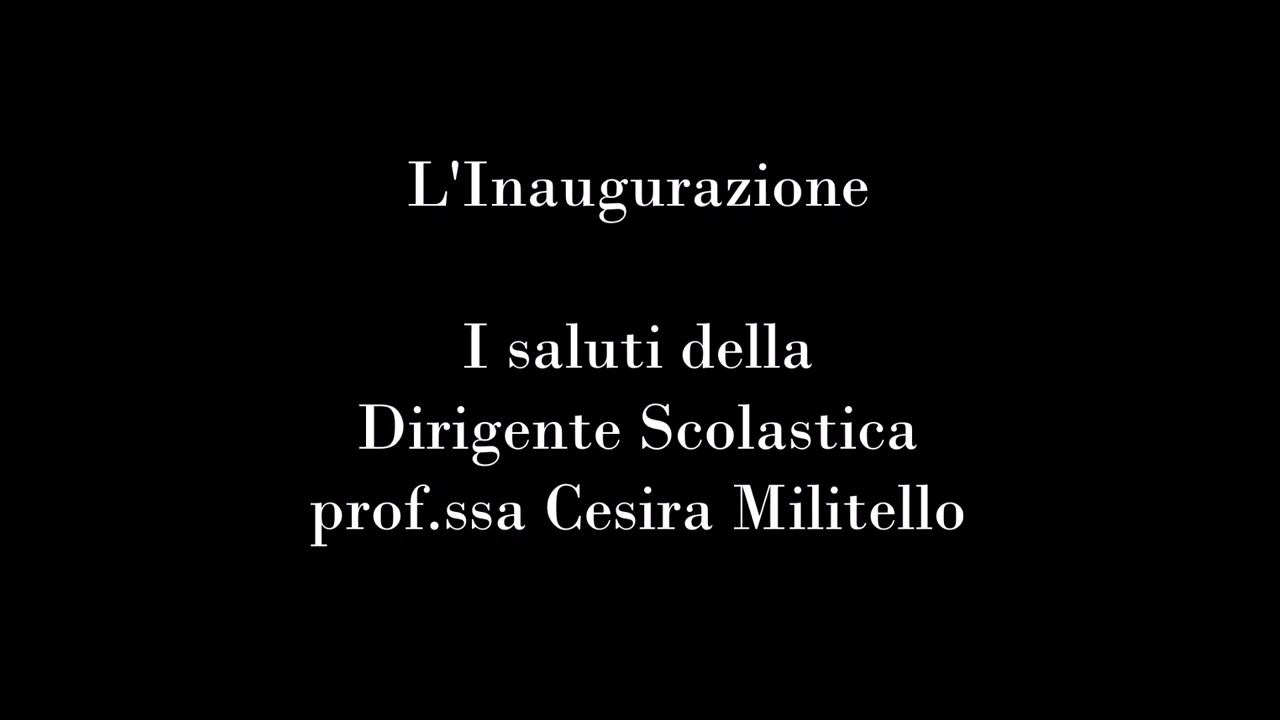 L'Inaugurazione
I saluti della
Dirigente Scolastica
prof.ssa Cesira Militello